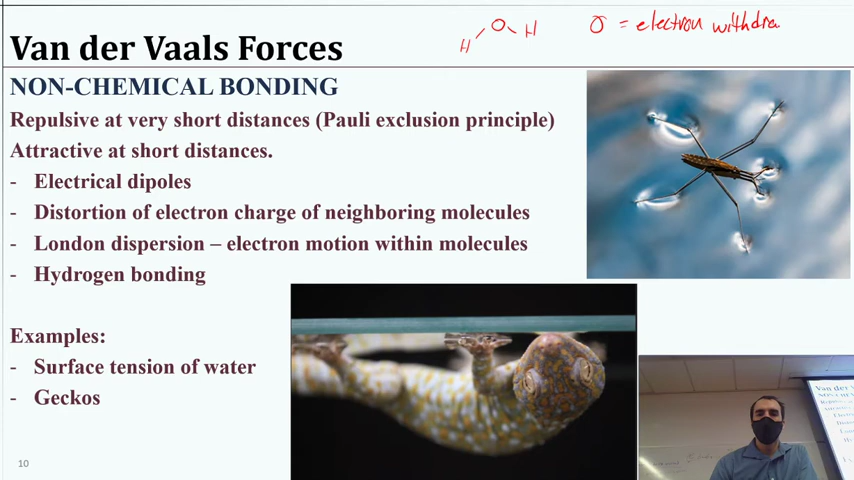 Van der Vaals Forces
H O H
σ = electron withdra
NON-CHEMICAL BONDING
Repulsive at very short distances (Pauli exclusion principle)
Attractive at short distances.
- Electrical dipoles
- Distortion of electron charge of neighboring molecules
- London dispersion – electron motion within molecules
- Hydrogen bonding
Examples:
- Surface tension of water
- Geckos
10
Van der V